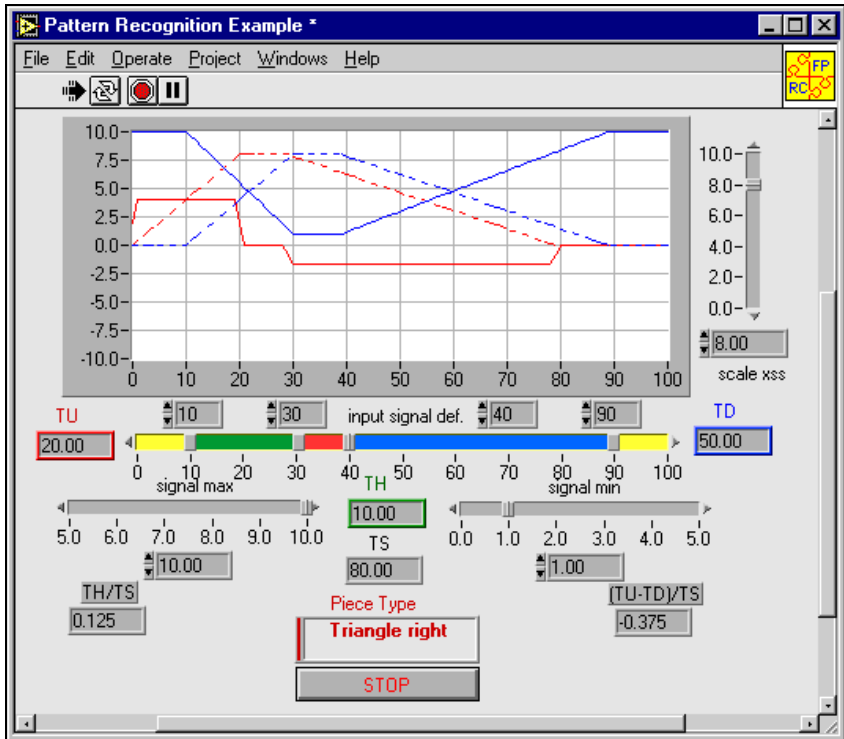 Pattern Recognition Example *
File Edit Operate Project Windows Help
FP
RC
10.0
7.5
5.0
2.5
0.0
-2.5
-5.0
-7.5
-10.0
0 10 20 30 40 50 60 70 80 90 100
10.0
8.0
6.0
4.0
2.0
0.0
8.00
scale xss
TU 10 30 input signal def. 40 90 TD
20.00 50.00
0 10 20 30 40 50 60 70 80 90 100
signal max TH signal min
10.00
5.0 6.0 7.0 8.0 9.0 10.0 0.0 1.0 2.0 3.0 4.0 5.0
TS
10.00 80.00 1.00
TH/TS (TU-TD)/TS
0.125 -0.375
Piece Type
Triangle right
STOP